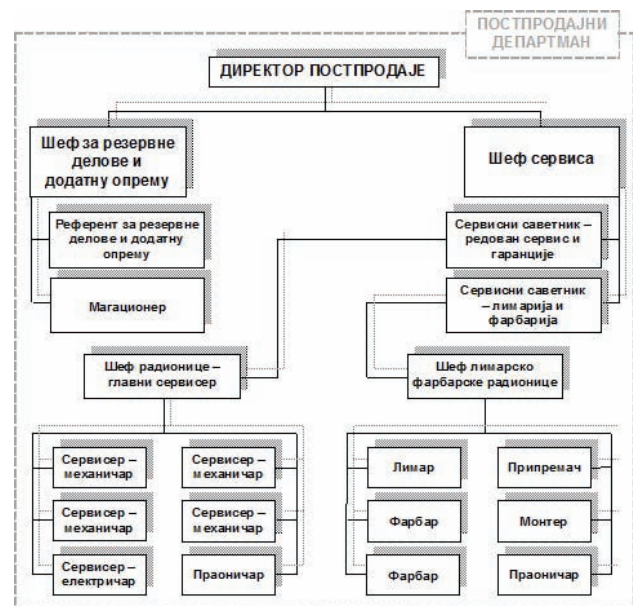 ПОСТПРОДАЈНИ
ДЕПАРТМАН
ДИРЕКТОР ПОСТПРОДАЈЕ
Шеф за резервне
делове и
додатну опрему
Шеф сервиса
Референт за резервне
делове и додатну
опрему
Сервисни саветник –
редован сервис и
гаранције
Магационер
Сервисни саветник
– лимарија и
фарбарија
Шеф радионице –
главни сервисер
Шеф лимарско
фарбарске радионице
Сервисер –
механичар
Сервисер –
механичар
Лимар
Припремач
Сервисер –
механичар
Сервисер –
механичар
Фарбар
Монтер
Сервисер –
електричар
Праоничар
Фарбар
Праоничар